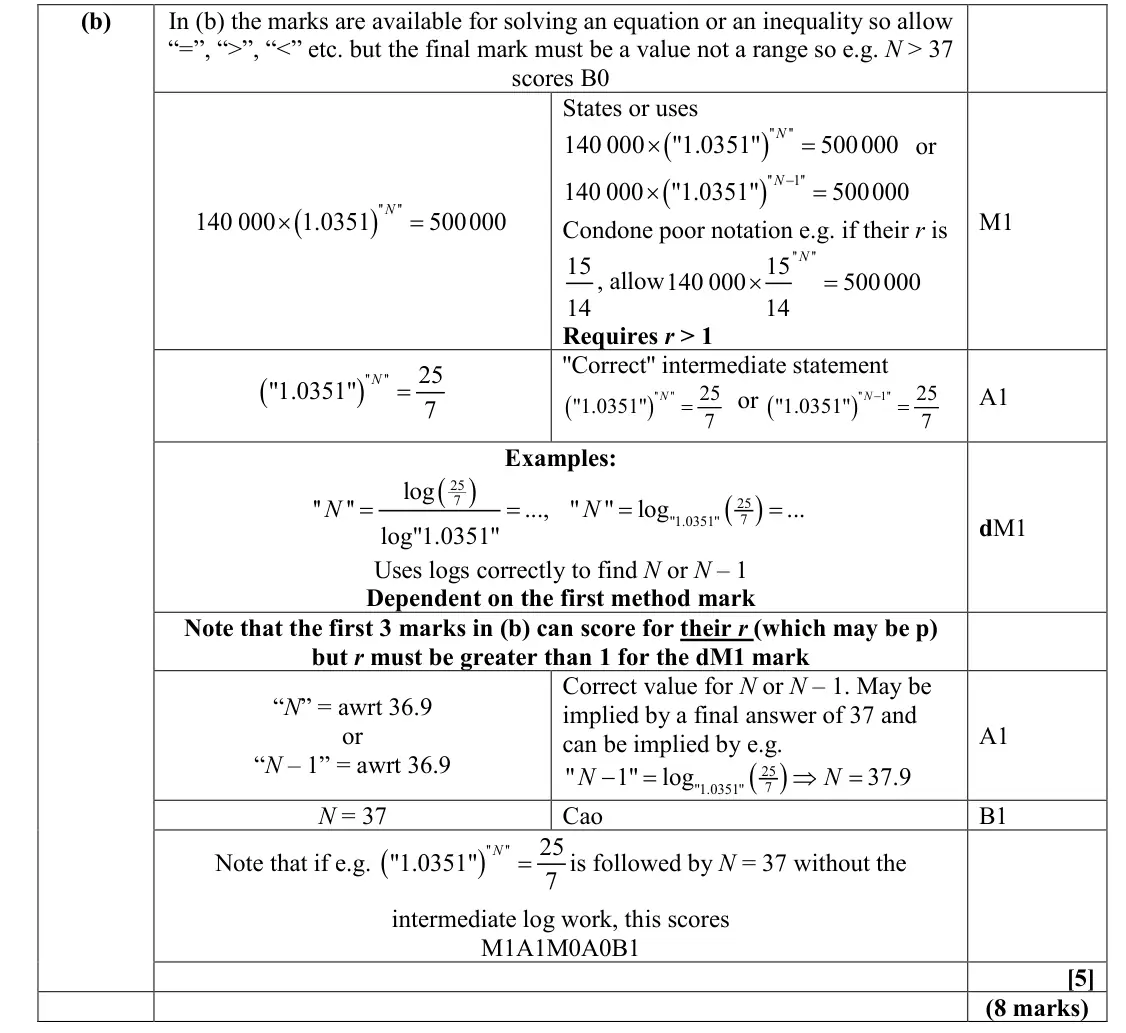 (b)
In (b) the marks are available for solving an equation or an inequality so allow
“=”, “>”, “<” etc. but the final mark must be a value not a range so e.g. N > 37
scores B0
140 000×(1.0351)^"N" = 500000
States or uses
140 000×("1.0351")^"N" = 500000 or
140 000×("1.0351")^"N–1" = 500000
Condone poor notation e.g. if their r is
15/14, allow 140 000× 15/14^"N" = 500000
Requires r > 1
M1
("1.0351")^"N" = 25/7
"Correct" intermediate statement
("1.0351")^"N" = 25/7 or ("1.0351")^"N–1" = 25/7
A1
Examples:
"N" = log(25/7)/log"1.0351" = ..., "N" = log_"1.0351"(25/7) = ...
Uses logs correctly to find N or N – 1
Dependent on the first method mark
dM1
Note that the first 3 marks in (b) can score for their r (which may be p)
but r must be greater than 1 for the dM1 mark
“N” = awrt 36.9
or
“N – 1” = awrt 36.9
Correct value for N or N – 1. May be
implied by a final answer of 37 and
can be implied by e.g.
"N –1" = log_"1.0351"(25/7) ⇒ N = 37.9
A1
N = 37
Cao
B1
Note that if e.g. ("1.0351")^"N" = 25/7 is followed by N = 37 without the
intermediate log work, this scores
M1A1M0A0B1
[5]
(8 marks)